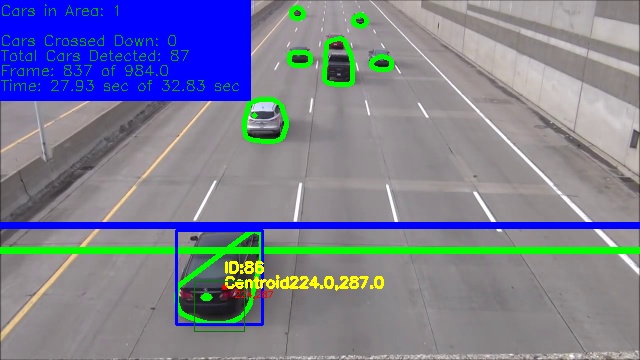 Cars in Area: 1
Cars Crossed Down: 0
Total Cars Detected: 87
Frame: 837 of 984.0
Time: 27.93 sec of 32.83 sec
ID:86
Centroid224.0,287.0